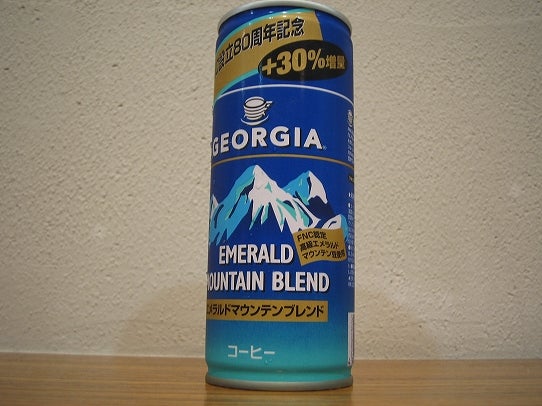 設立80周年記念
+30%増量
GEORGIA
EMERALD
MOUNTAIN BLEND
FNC認定
高級エメラルド
マウンテン豆使用
エメラルドマウンテンブレンド
コーヒー